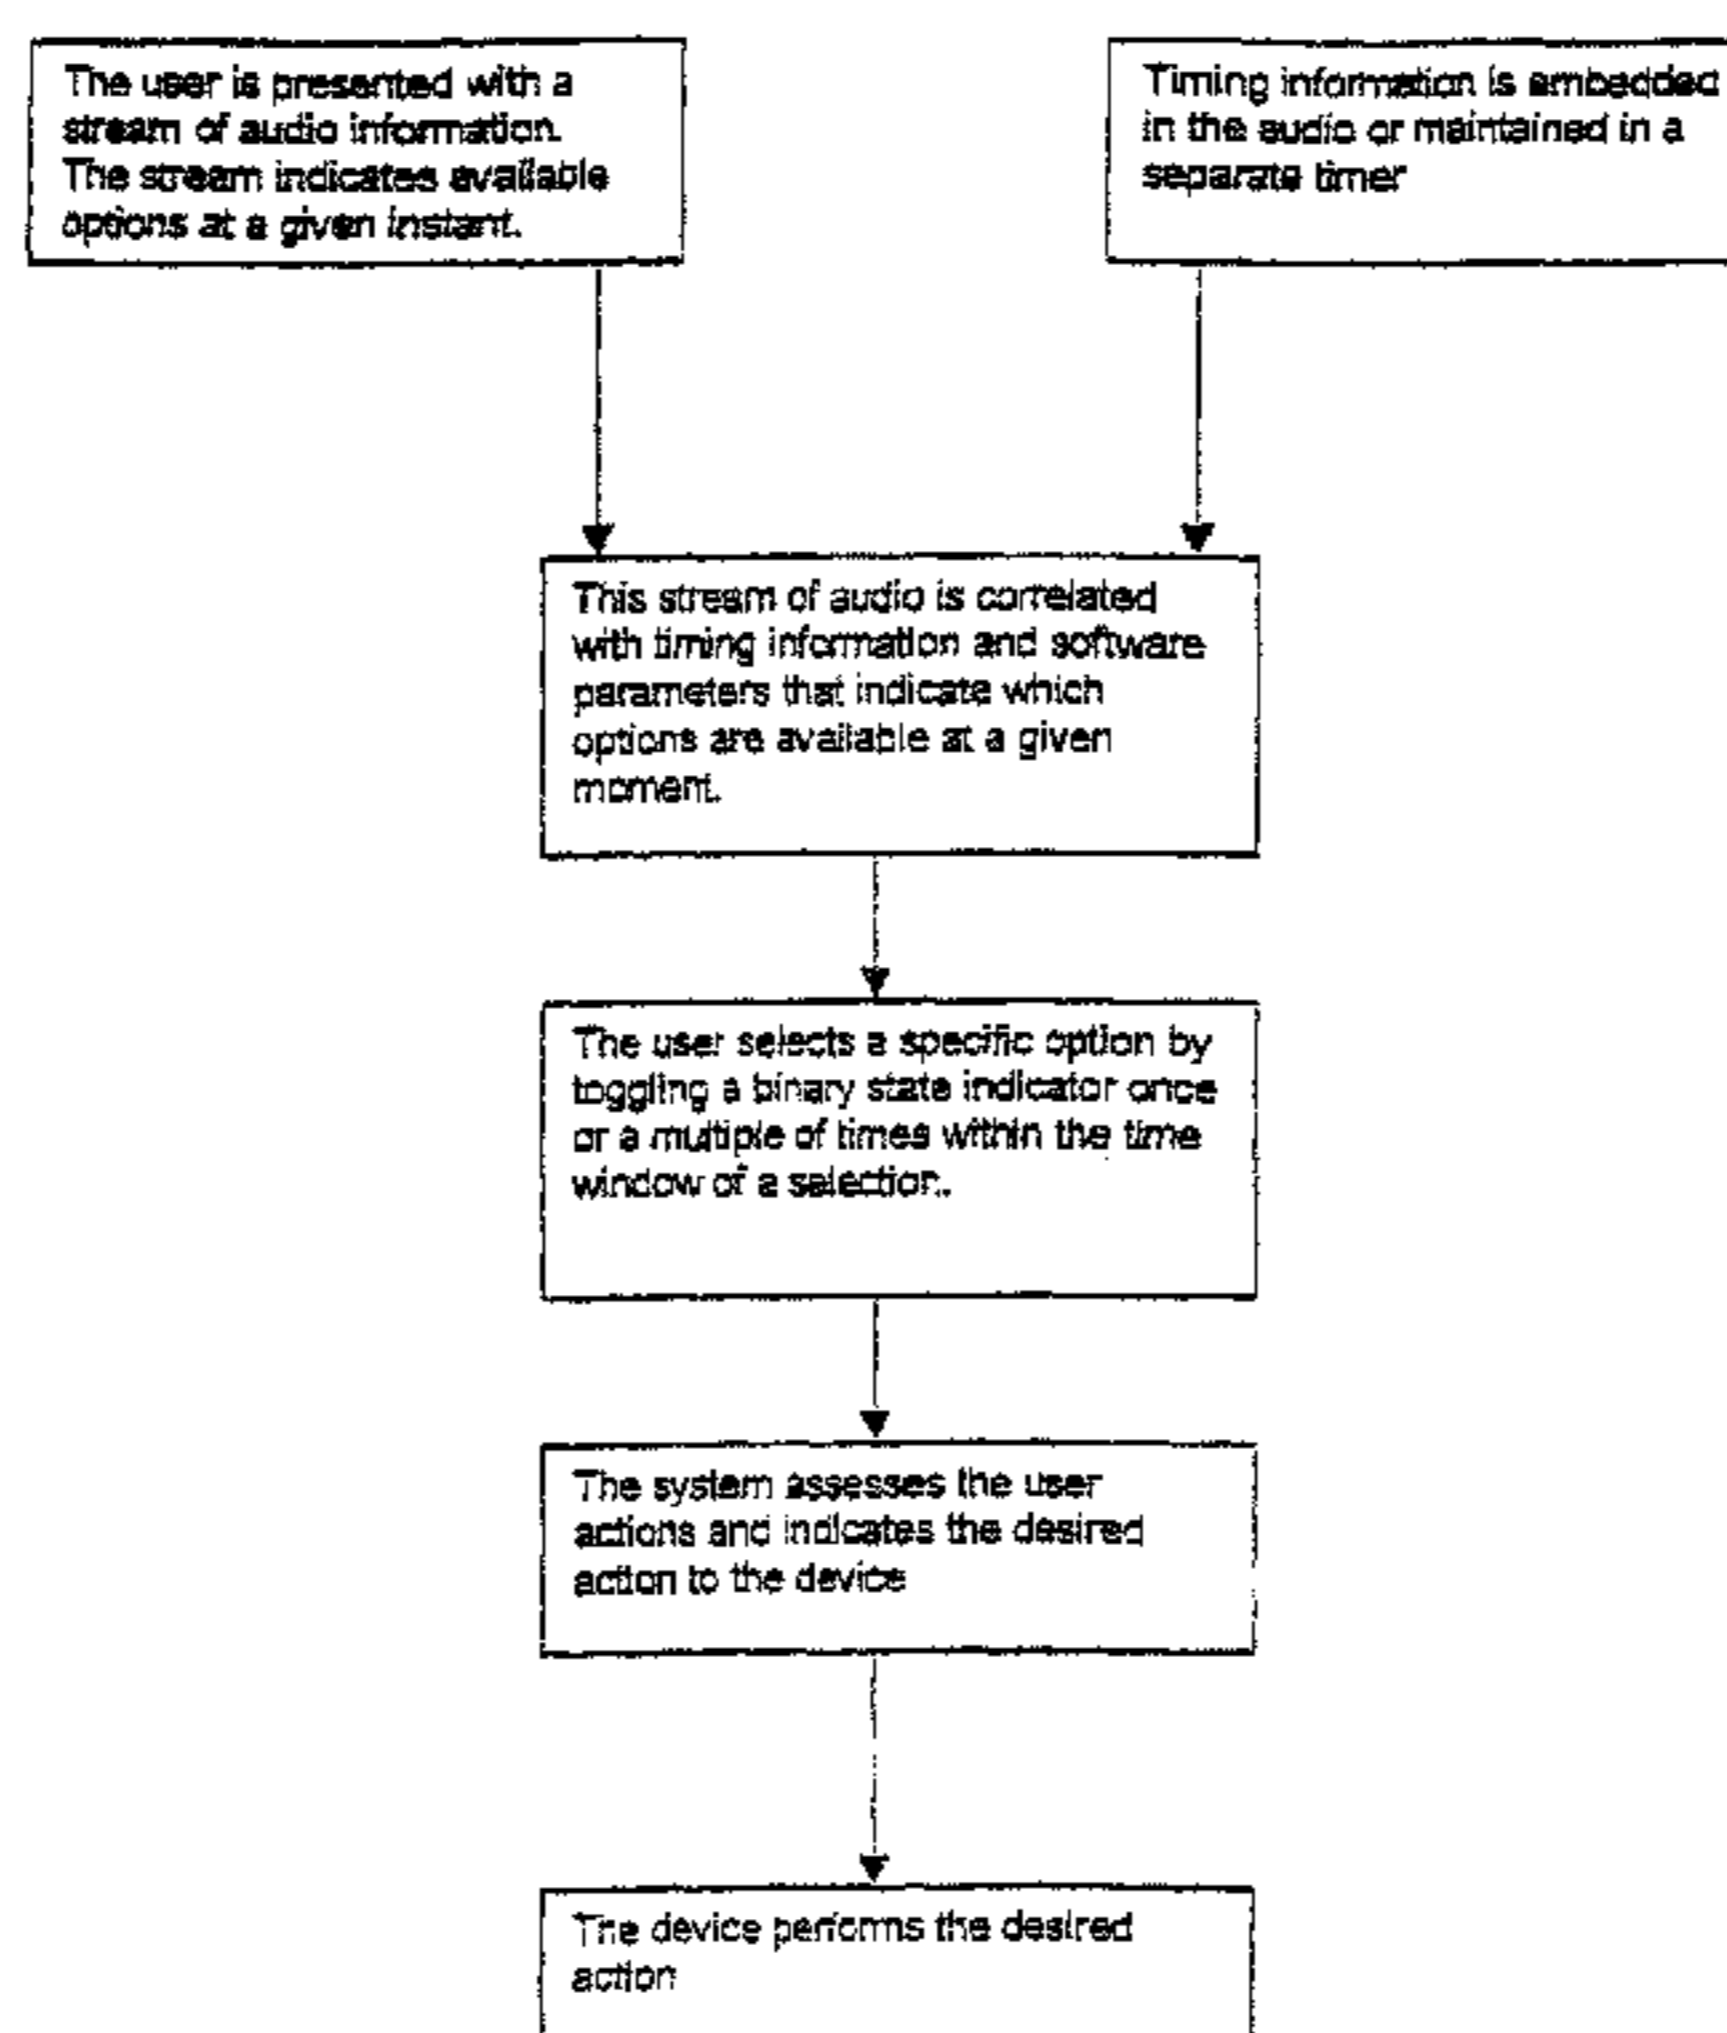 The user is presented with a
stream of audio information.
The stream indicates available
options at a given instant.
Timing information is embedded
in the audio or maintained in a
separate timer
This stream of audio is correlated
with timing information and software
parameters that indicate which
options are available at a given
moment.
The user selects a specific option by
toggling a binary state indicator once
or a multiple of times within the time
window of a selection.
The system assesses the user
actions and indicates the desired
action to the device
The device performs the desired
action